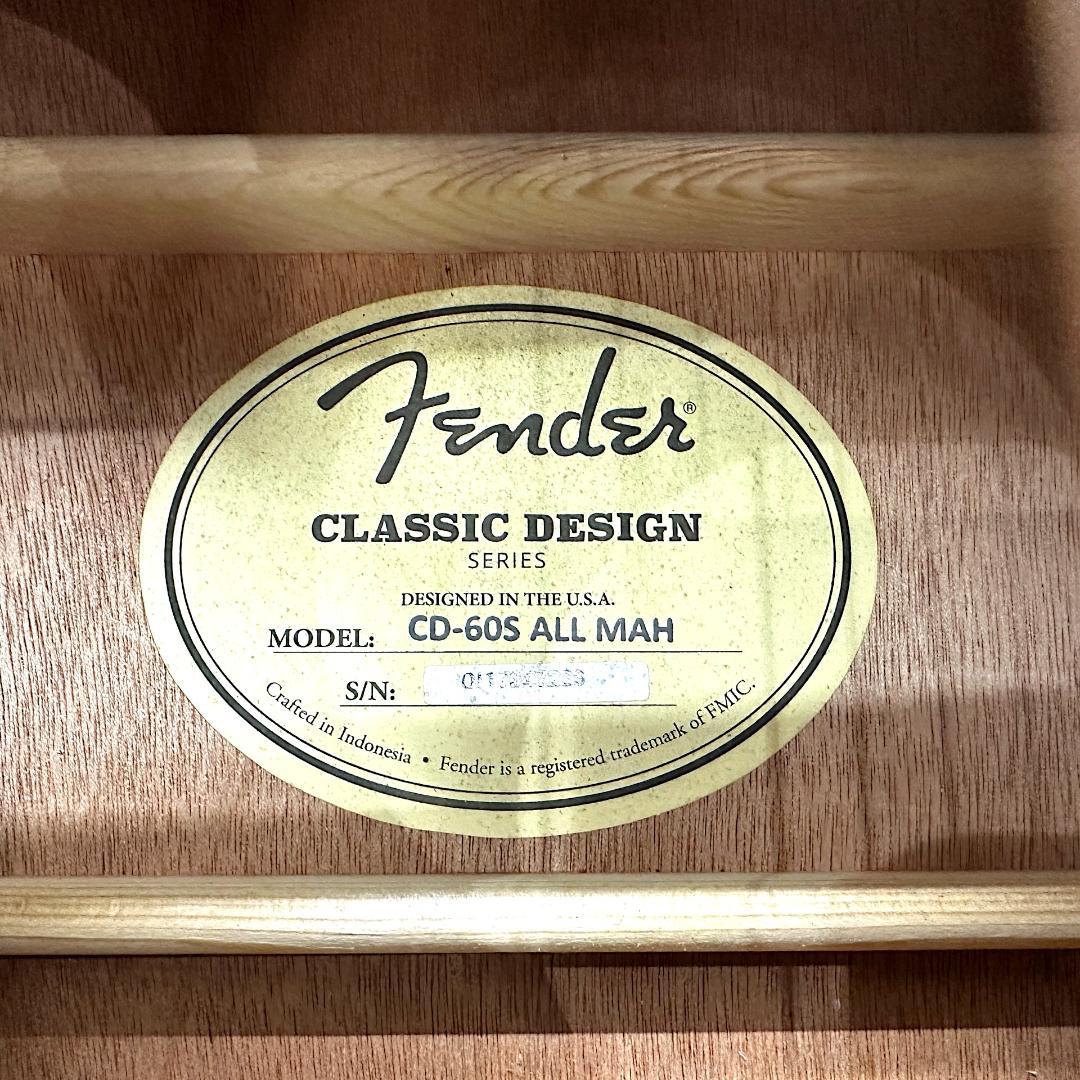 Fender®
CLASSIC DESIGN
SERIES
DESIGNED IN THE U.S.A.
MODEL: CD-60S ALL MAH
S/N:
Crafted in Indonesia • Fender is a registered trademark of FMIC.